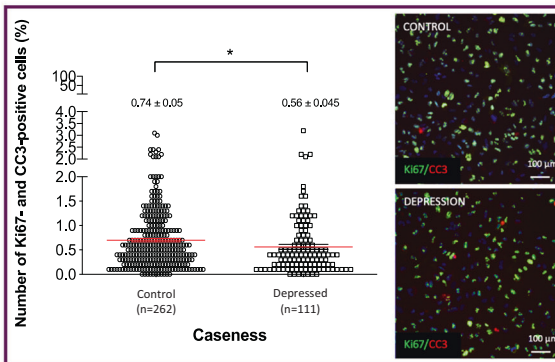 Number of Ki67- and CC3-positive cells (%)
*
100
50
4.0
3.5
3.0
2.5
2.0
2.0
1.5
1.0
0.5
0.0
0.74 ± 0.05
0.56 ± 0.045
Control
(n=262)
Depressed
(n=111)
Caseness
CONTROL
Ki67/CC3
100 µm
DEPRESSION
Ki67/CC3
100 µm